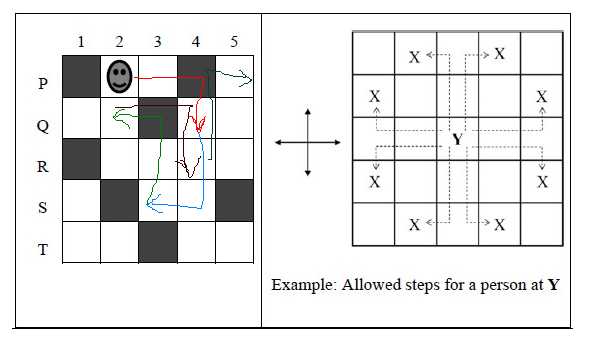 1 2 3 4 5
X X
P
X X
Q
Y
R
X X
S
X X
T
Example: Allowed steps for a person at Y